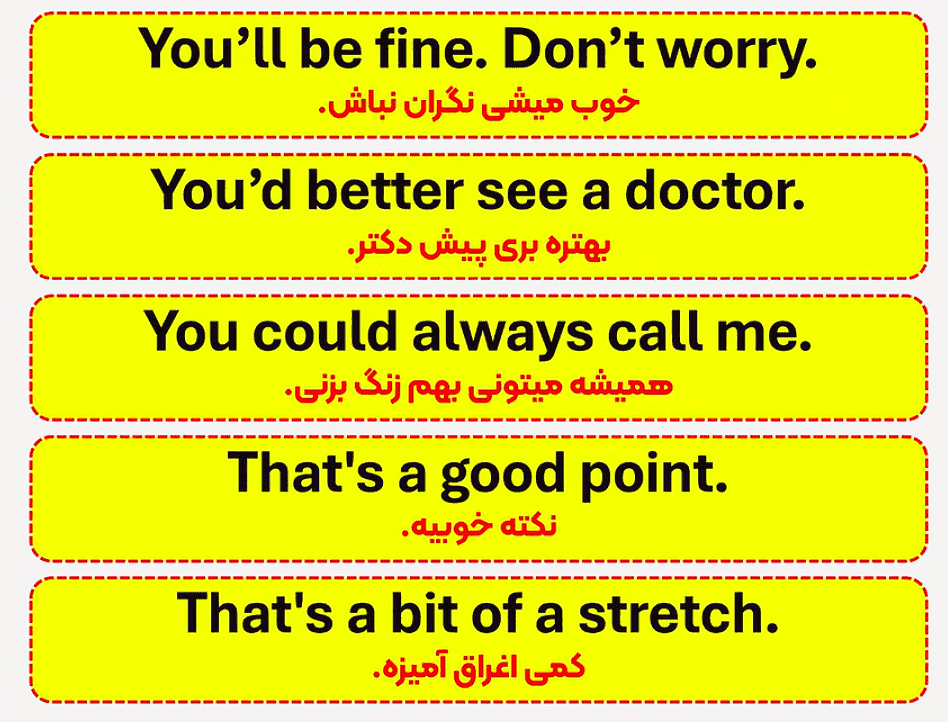 You’ll be fine. Don’t worry.
خوب میشی نگران نباش.
You’d better see a doctor.
بهتره بری پیش دکتر.
You could always call me.
همیشه میتونی بهم زنگ بزنی.
That's a good point.
نکته خوبیه.
That's a bit of a stretch.
کمی اغراق آمیزه.